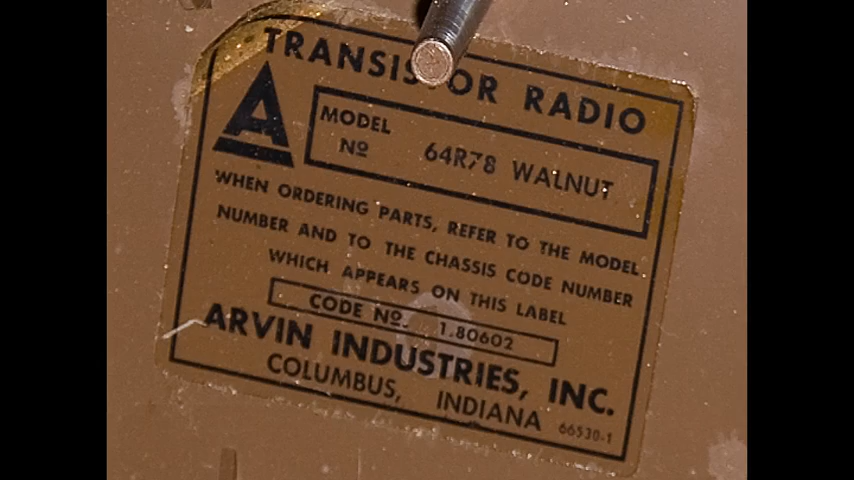 TRANSISTOR RADIO
A
MODEL
Nº 64R78 WALNUT
WHEN ORDERING PARTS, REFER TO THE MODEL
NUMBER AND TO THE CHASSIS CODE NUMBER
WHICH APPEARS ON THIS LABEL
CODE Nº. 1.80602
ARVIN INDUSTRIES, INC.
COLUMBUS, INDIANA 66530-1